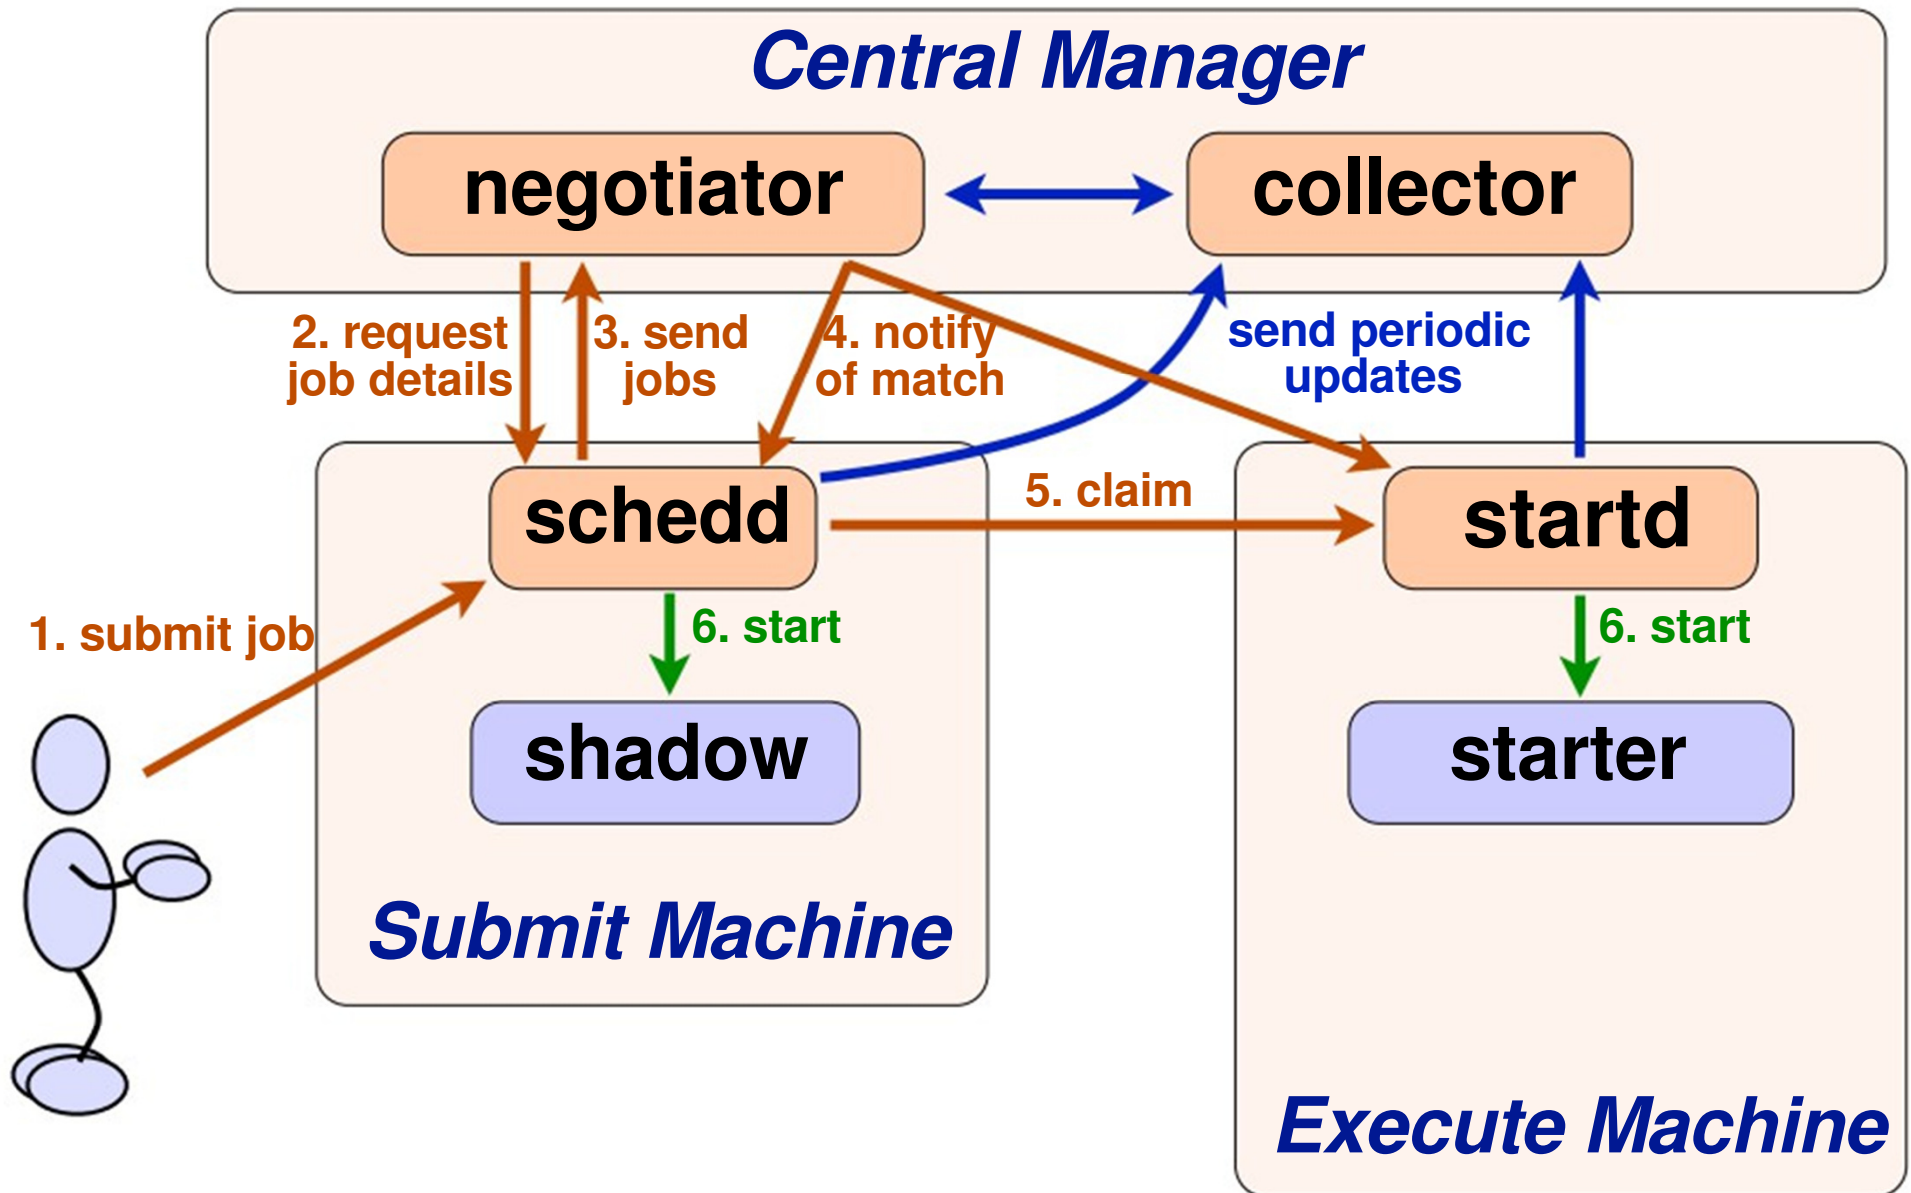 Central Manager
negotiator
collector
2. request
job details
3. send
jobs
4. notify
of match
send periodic
updates
schedd
5. claim
startd
1. submit job
6. start
6. start
shadow
starter
Submit Machine
Execute Machine